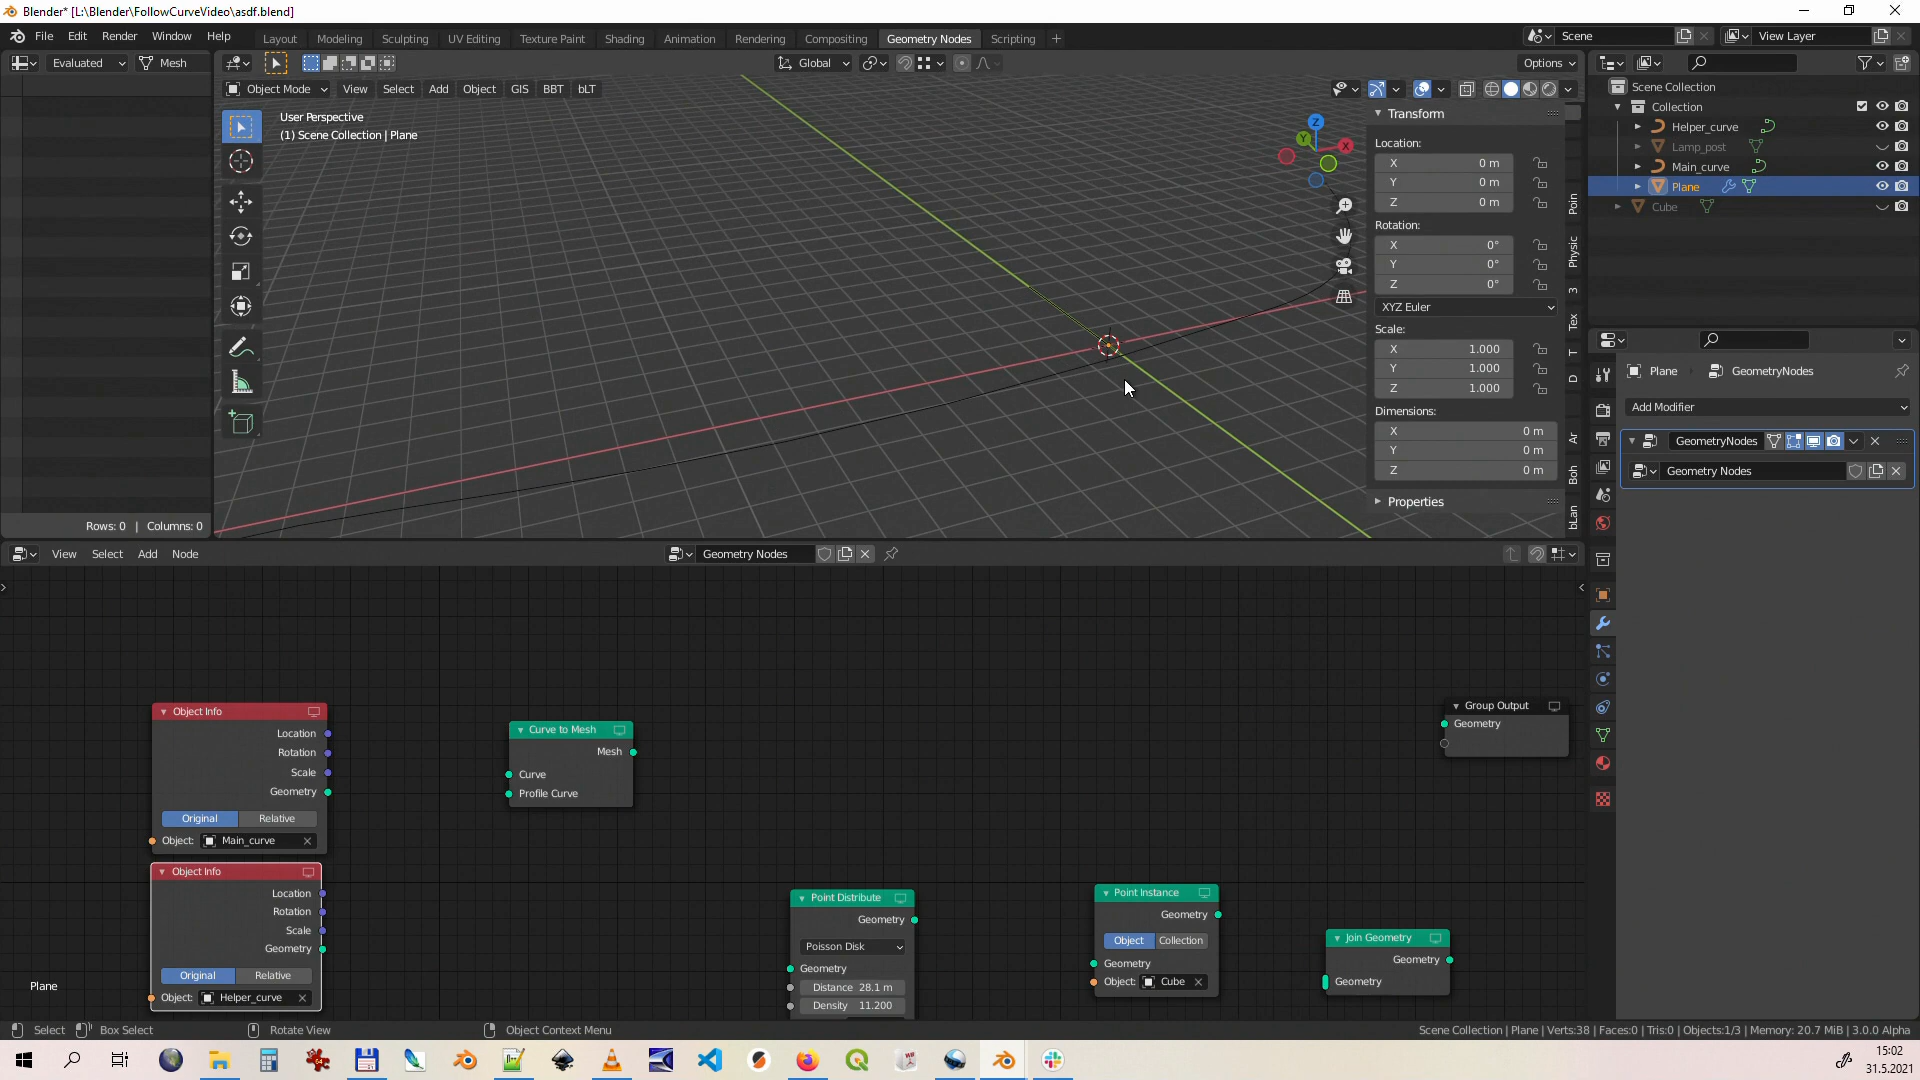 Blender* [L:\Blender\FollowCurveVideo\asdf.blend]
File Edit Render Window Help
Layout Modeling Sculpting UV Editing Texture Paint Shading Animation Rendering Compositing Geometry Nodes Scripting +
Scene
View Layer
Evaluated Mesh
Global
Options
Object Mode View Select Add Object GIS BBT bLT
User Perspective
(1) Scene Collection | Plane
Z
Y
X
Transform
Location:
X 0 m
Y 0 m
Z 0 m
Rotation:
X 0°
Y 0°
Z 0°
XYZ Euler
Scale:
X 1.000
Y 1.000
Z 1.000
Dimensions:
X 0 m
Y 0 m
Z 0 m
Properties
Poin
Physic
3
Tex
T
D
Ar
Boh
bLan
Scene Collection
Collection
Helper_curve
Lamp_post
Main_curve
Plane
Cube
Plane GeometryNodes
Add Modifier
GeometryNodes
Geometry Nodes
Rows: 0 | Columns: 0
View Select Add Node
Geometry Nodes
Object Info
Location
Rotation
Scale
Geometry
Original Relative
Object: Main_curve
Object Info
Location
Rotation
Scale
Geometry
Original Relative
Object: Helper_curve
Curve to Mesh
Mesh
Curve
Profile Curve
Point Distribute
Geometry
Poisson Disk
Geometry
Distance 28.1 m
Density 11.200
Point Instance
Geometry
Object Collection
Geometry
Object: Cube
Join Geometry
Geometry
Geometry
Group Output
Geometry
Plane
Select Box Select Rotate View Object Context Menu
Scene Collection | Plane | Verts:38 | Faces:0 | Tris:0 | Objects:1/3 | Memory: 20.7 MiB | 3.0.0 Alpha
15:02
31.5.2021